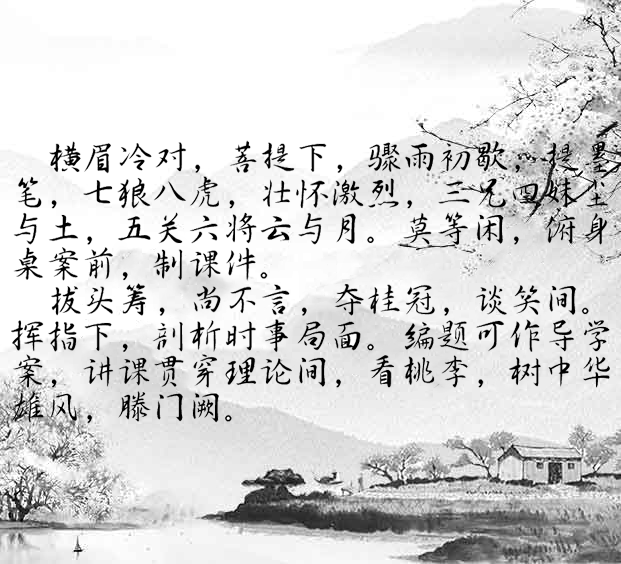 横眉冷对，菩提下，骤雨初歇，提墨
笔，七狼八虎，壮怀激烈，三兄四妹尘
与土，五关六将云与月。莫等闲，俯身
桌案前，制课件。
拔头筹，尚不言，夺桂冠，谈笑间。
挥指下，剖析时事局面。编题可作导学
案，讲课贯穿理论间，看桃李，树中华
雄风，滕门阙。